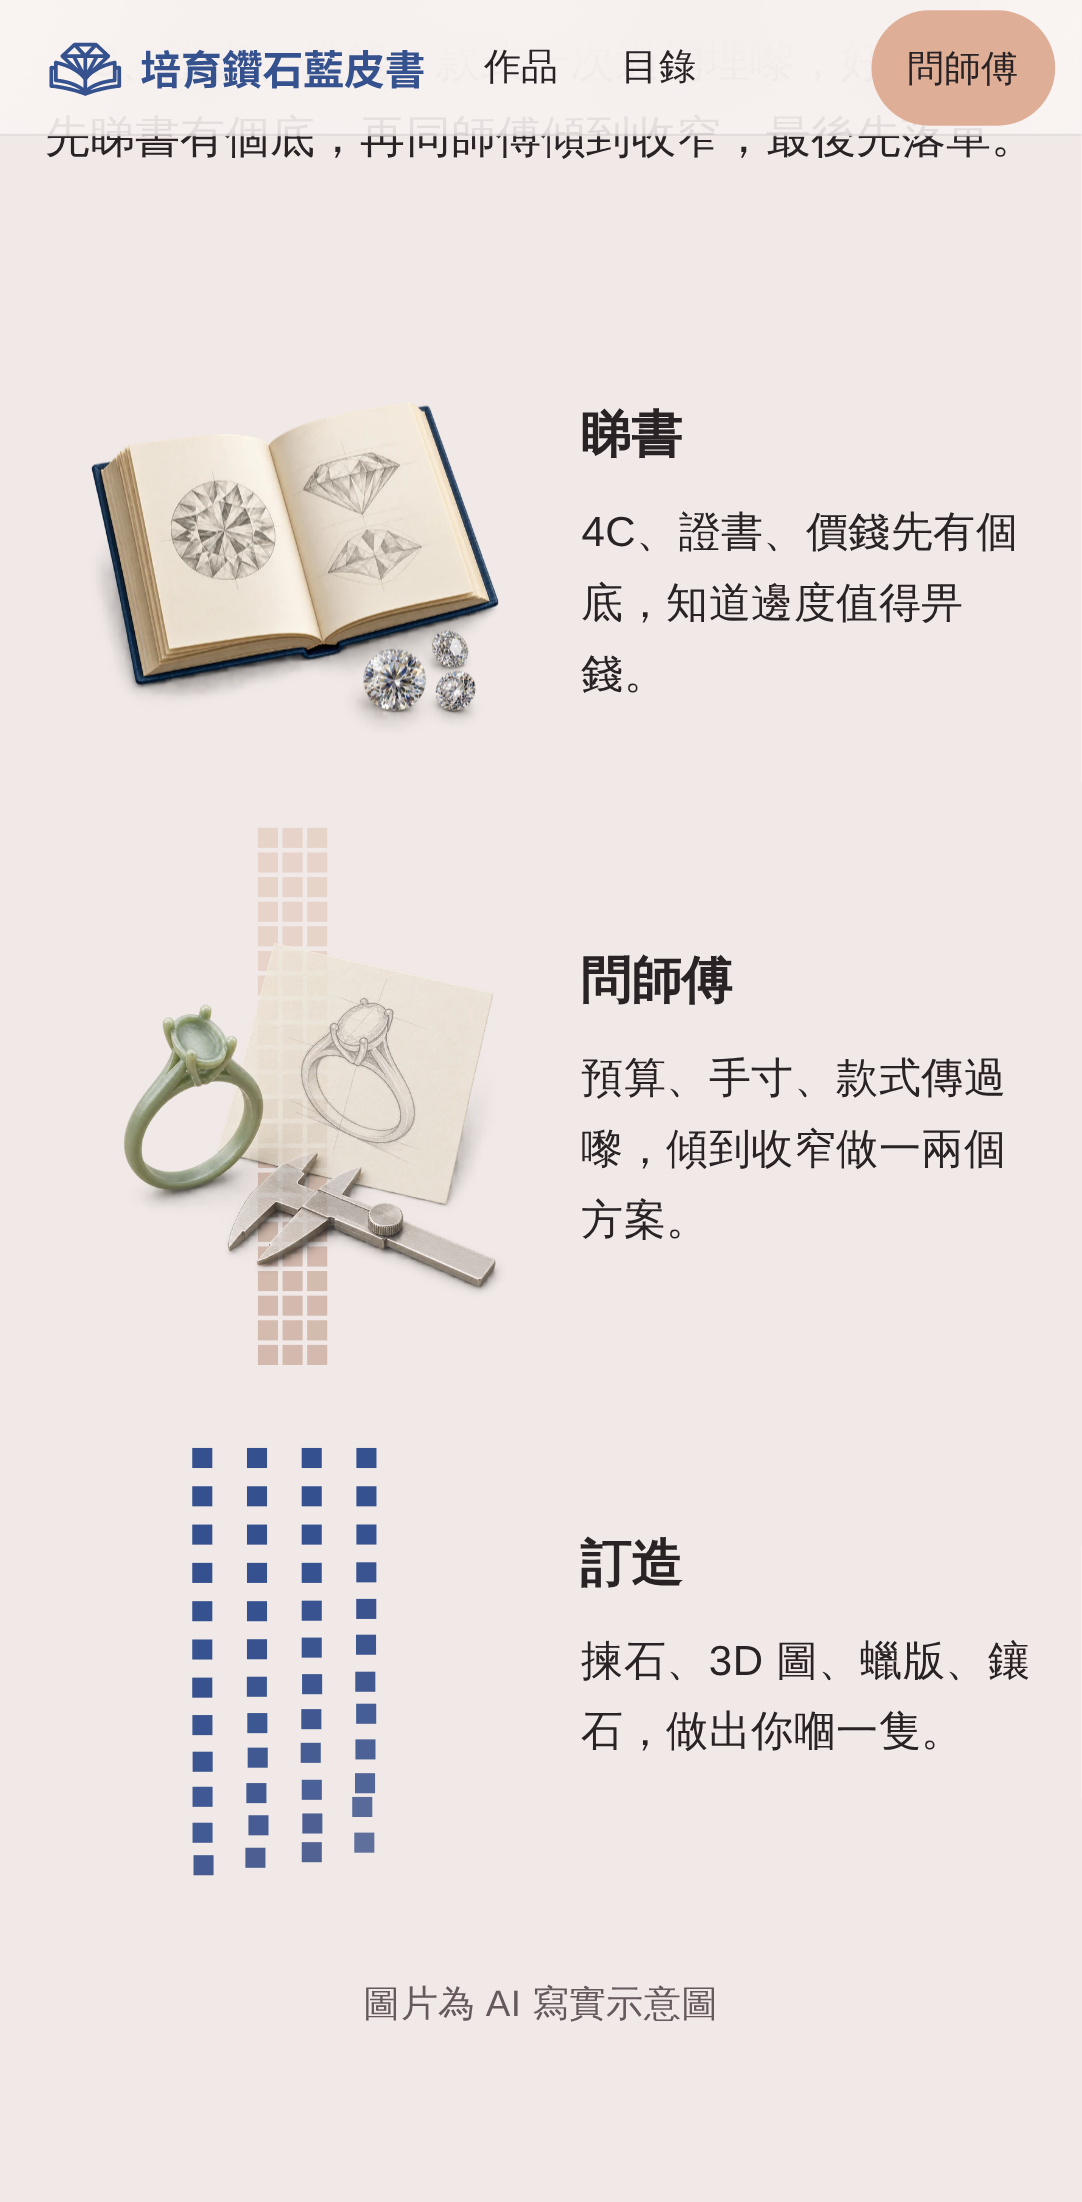 培育鑽石藍皮書
作品
目錄
問師傅
先睇書有個底，再同師傅傾到收窄，最後先落單。
睇書
4C、證書、價錢先有個
底，知道邊度值得畀
錢。
問師傅
預算、手寸、款式傳過
嚟，傾到收窄做一兩個
方案。
訂造
揀石、3D 圖、蠟版、鑲
石，做出你嗰一隻。
圖片為 AI 寫實示意圖